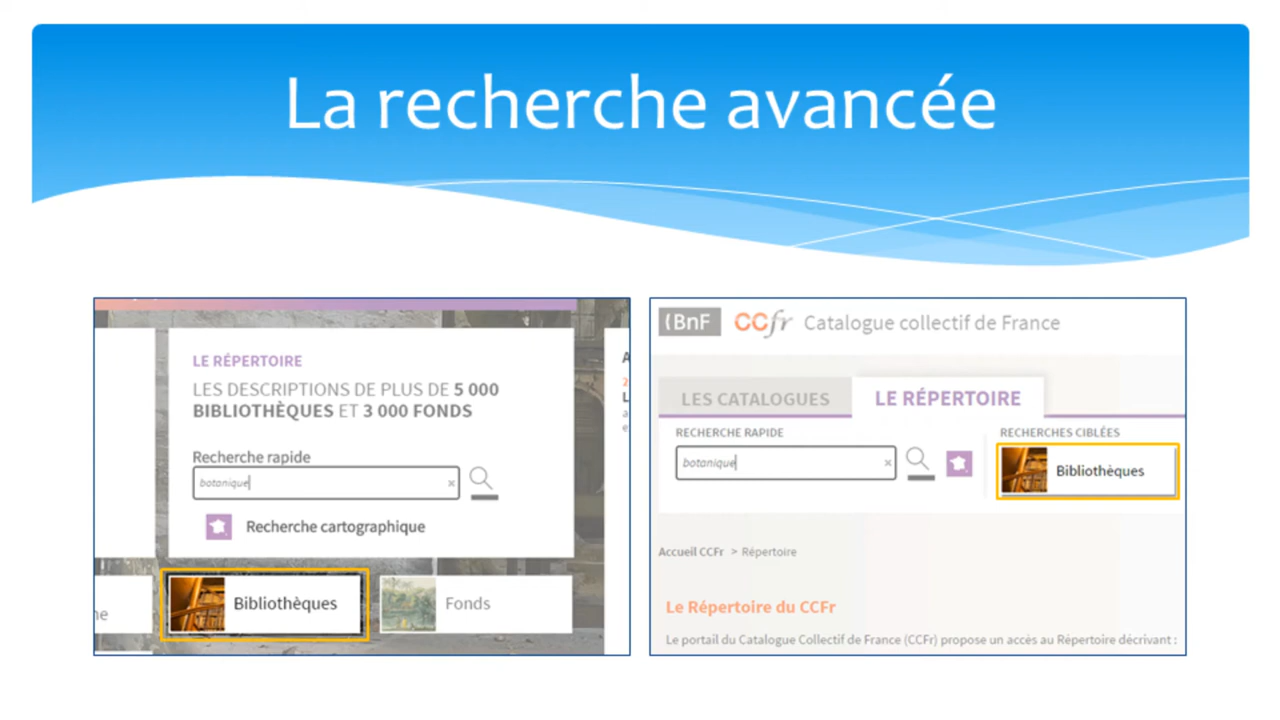 La recherche avancée
LE RÉPERTOIRE
LES DESCRIPTIONS DE PLUS DE 5 000
BIBLIOTHÈQUES ET 3 000 FONDS
Recherche rapide
botanique
×
Recherche cartographique
Bibliothèques
Fonds
(BnF CCfr Catalogue collectif de France
LES CATALOGUES
LE RÉPERTOIRE
RECHERCHE RAPIDE
RECHERCHES CIBLÉES
botanique
×
Bibliothèques
Accueil CCFr > Répertoire
Le Répertoire du CCFr
Le portail du Catalogue Collectif de France (CCFr) propose un accès au Répertoire décrivant :